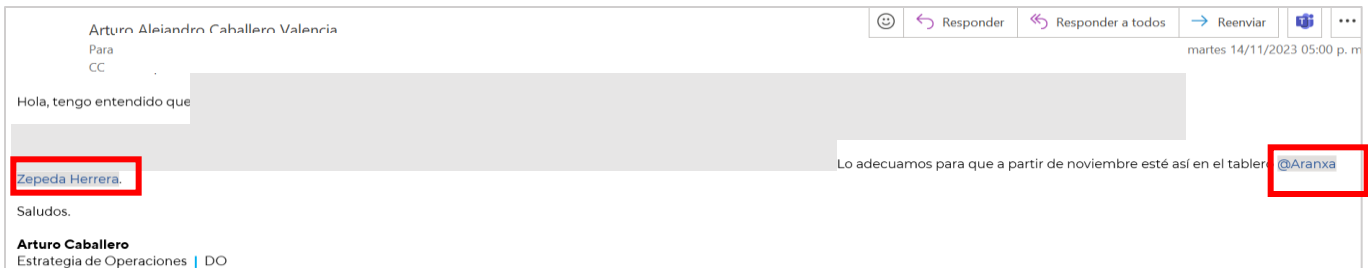 Responder Responder a todos Reenviar
Arturo Alejandro Caballero Valencia
Para martes 14/11/2023 05:00 p. m
CC
Hola, tengo entendido que
Lo adecuamos para que a partir de noviembre esté así en el tablero @Aranxa
Zepeda Herrera.
Saludos.
Arturo Caballero
Estrategia de Operaciones | DO